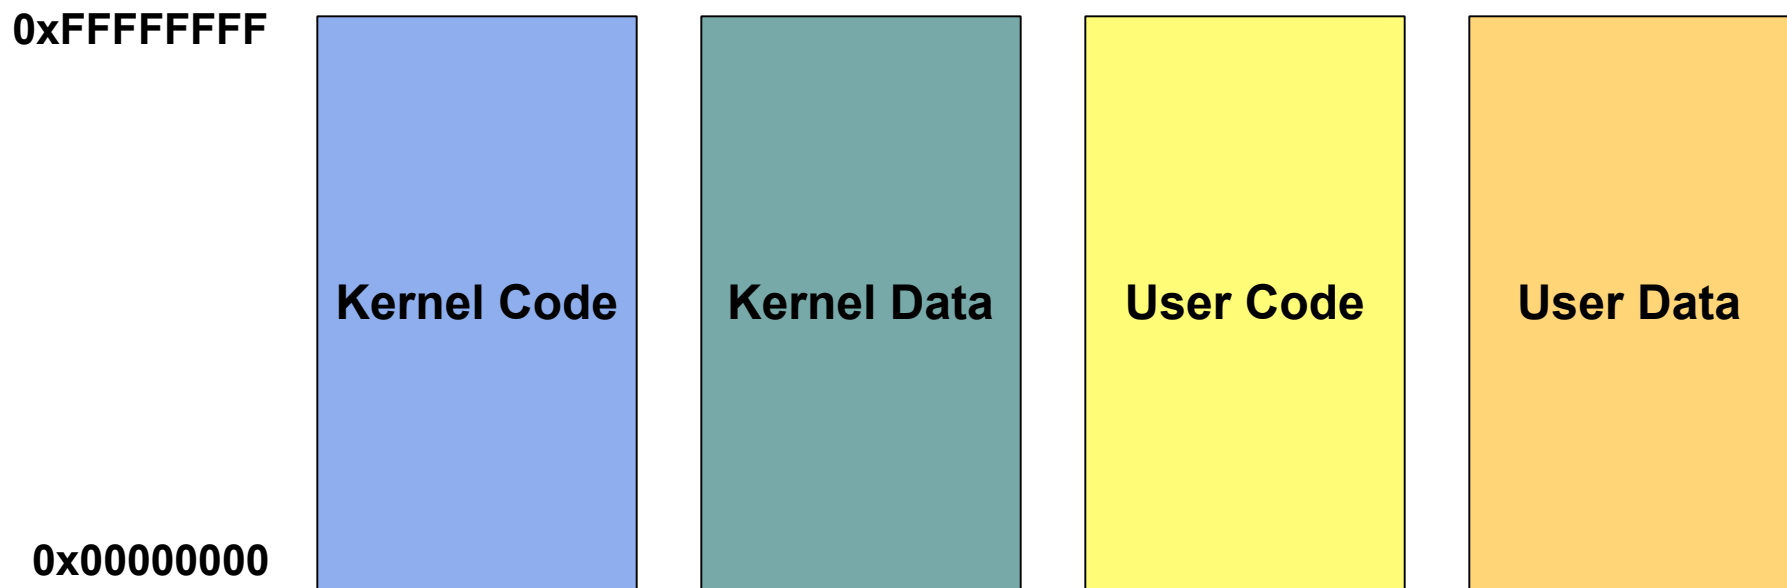 0xFFFFFFFF
Kernel Code
Kernel Data
User Code
User Data
0x00000000